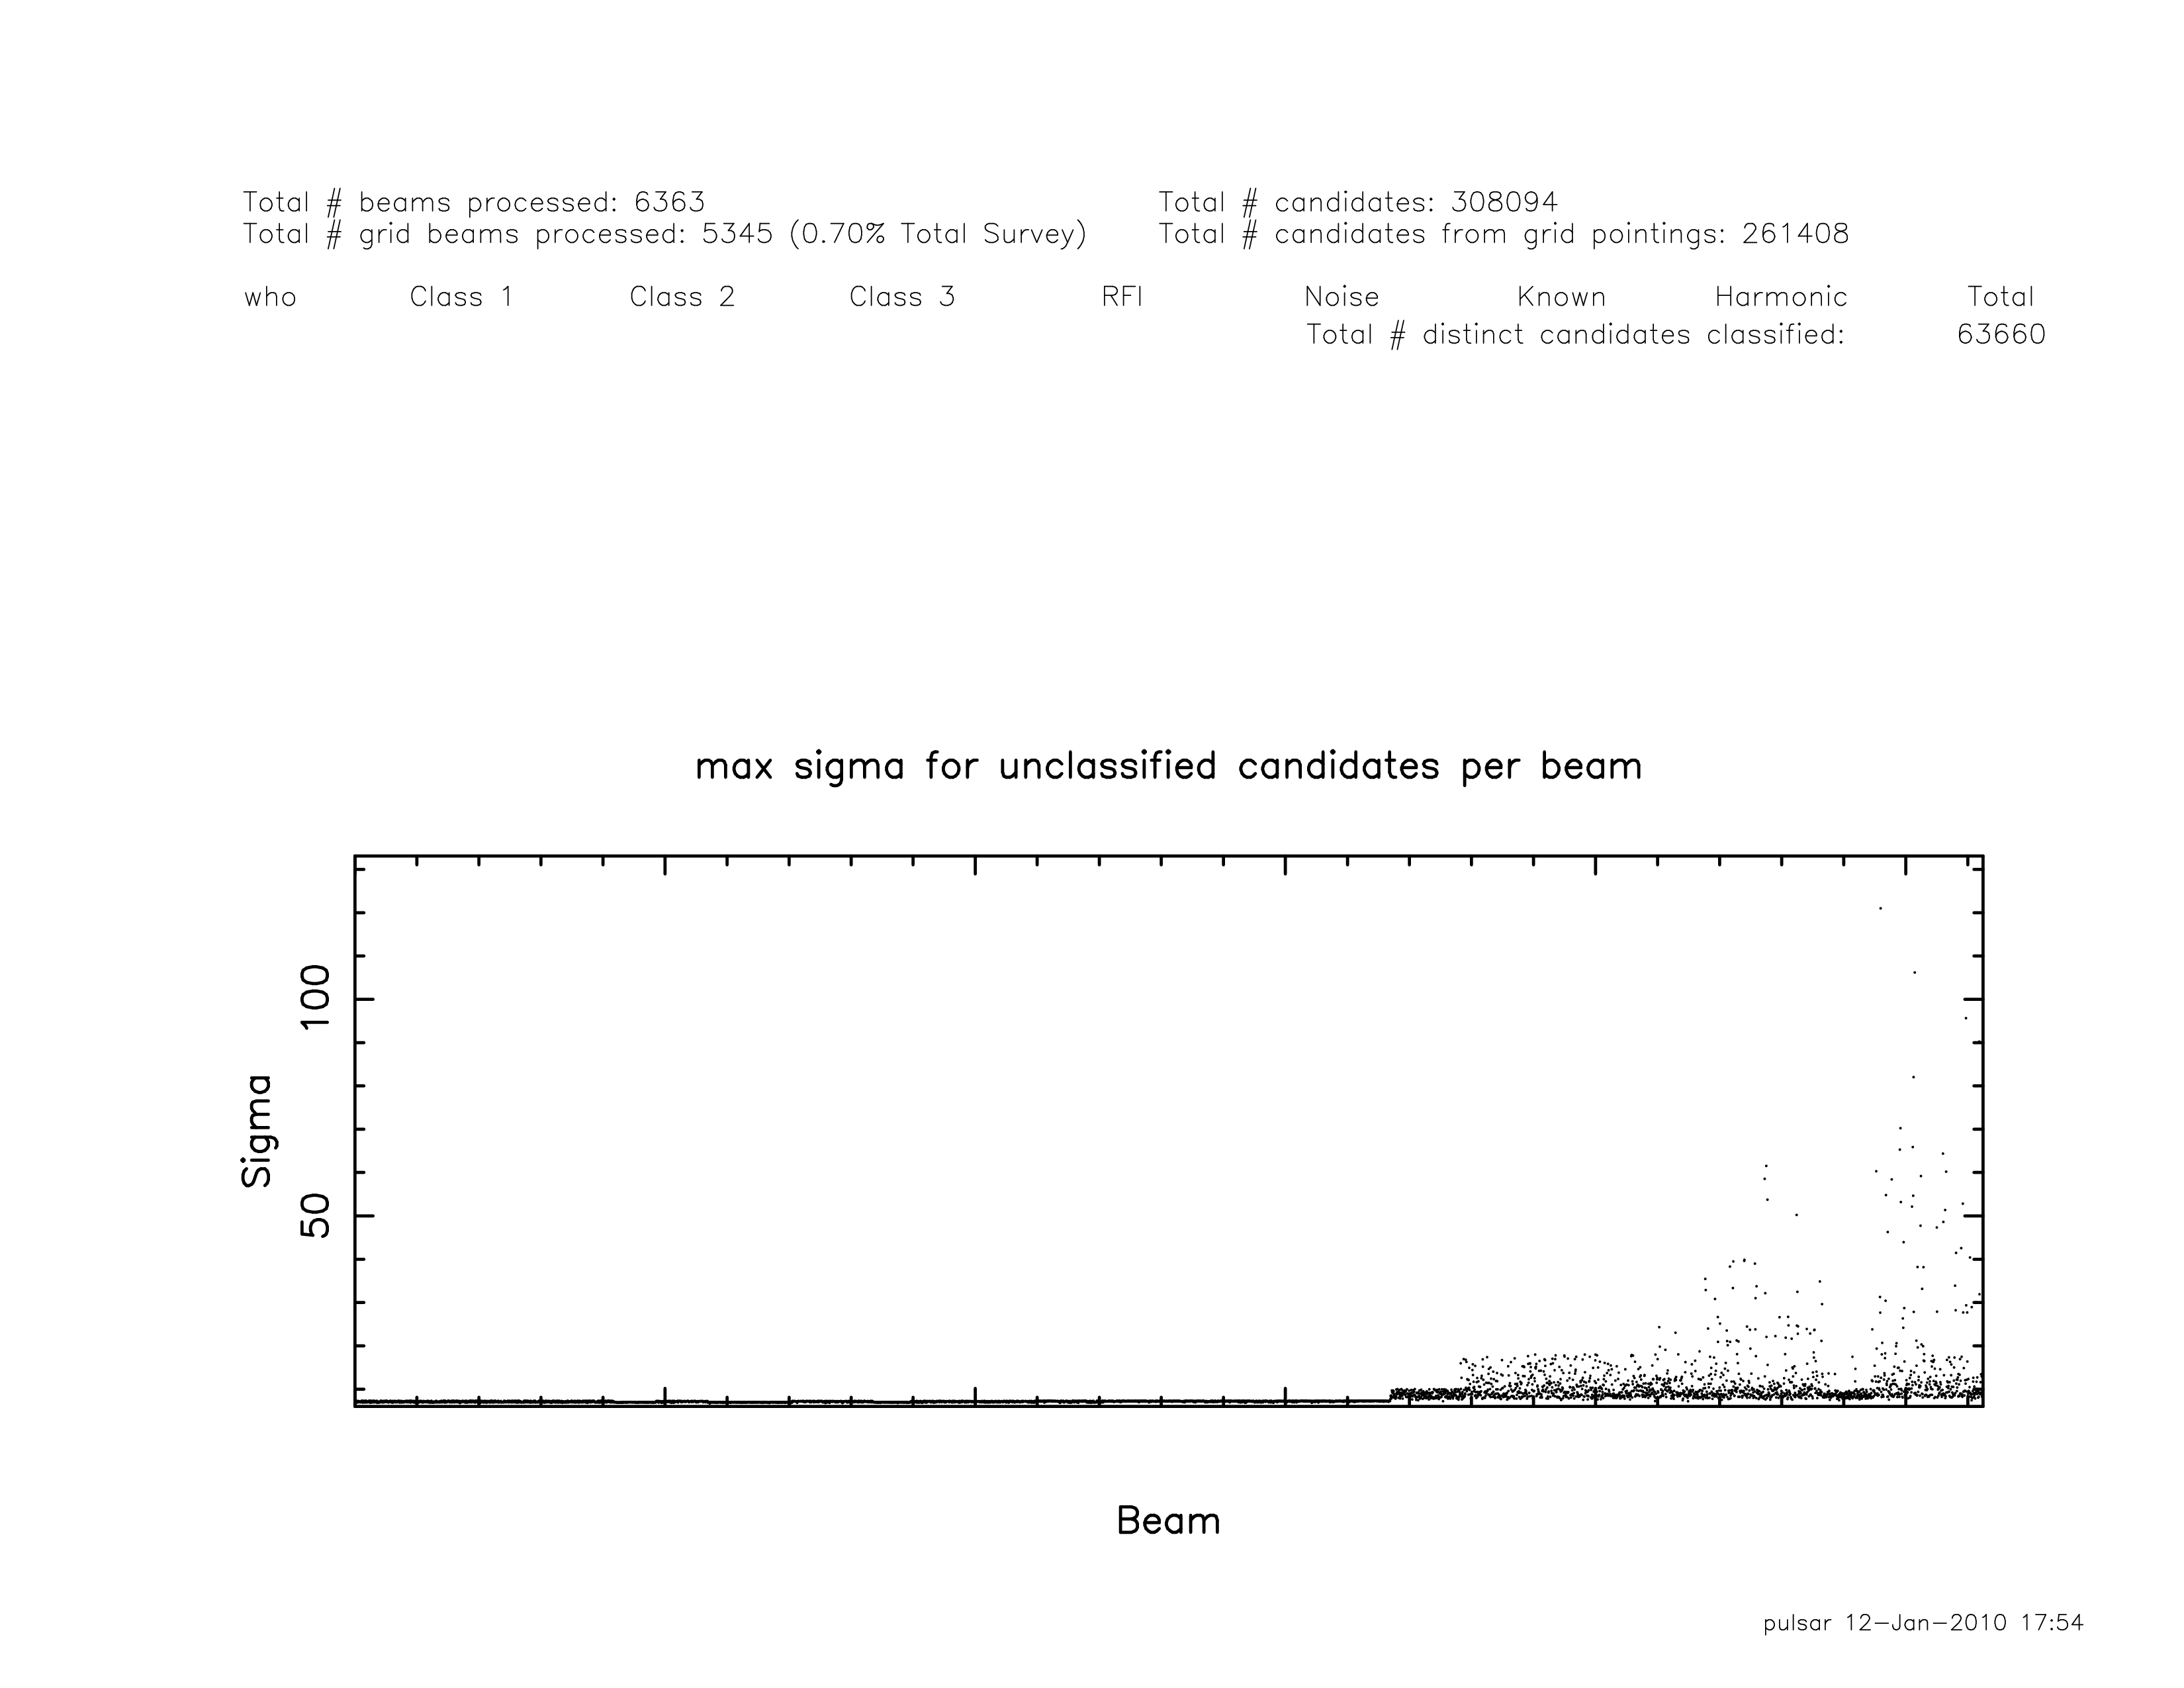 Total # beams processed: 6363 Total # candidates: 308094
Total # grid beams processed: 5345 (0.70% Total Survey) Total # candidates from grid pointings: 261408
who Class 1 Class 2 Class 3 RFI Noise Known Harmonic Total
Total # distinct candidates classified: 63660
max sigma for unclassified candidates per beam
100
50
Sigma
Beam
pulsar 12-Jan-2010 17:54